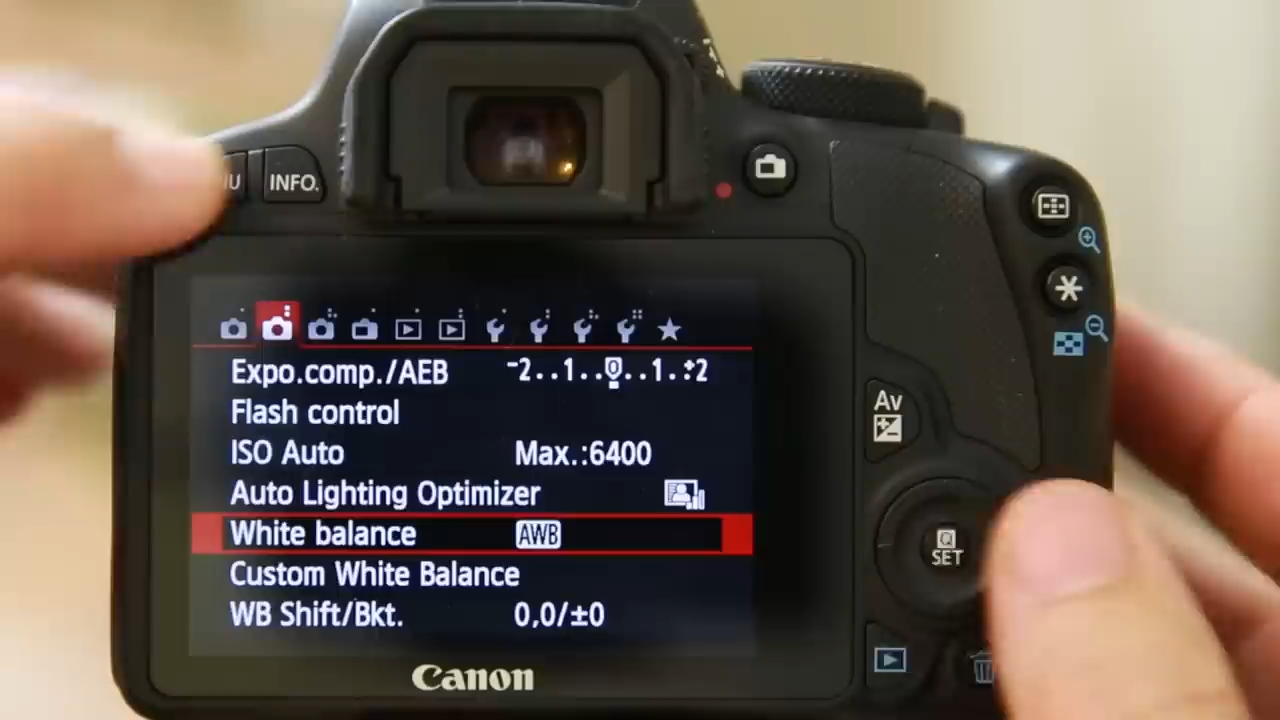 INFO.
Expo.comp./AEB -2..1..0..1.:+2
Flash control
ISO Auto Max.:6400
Auto Lighting Optimizer
White balance AWB
Custom White Balance
WB Shift/Bkt. 0,0/±0
Av
Q
SET
Canon